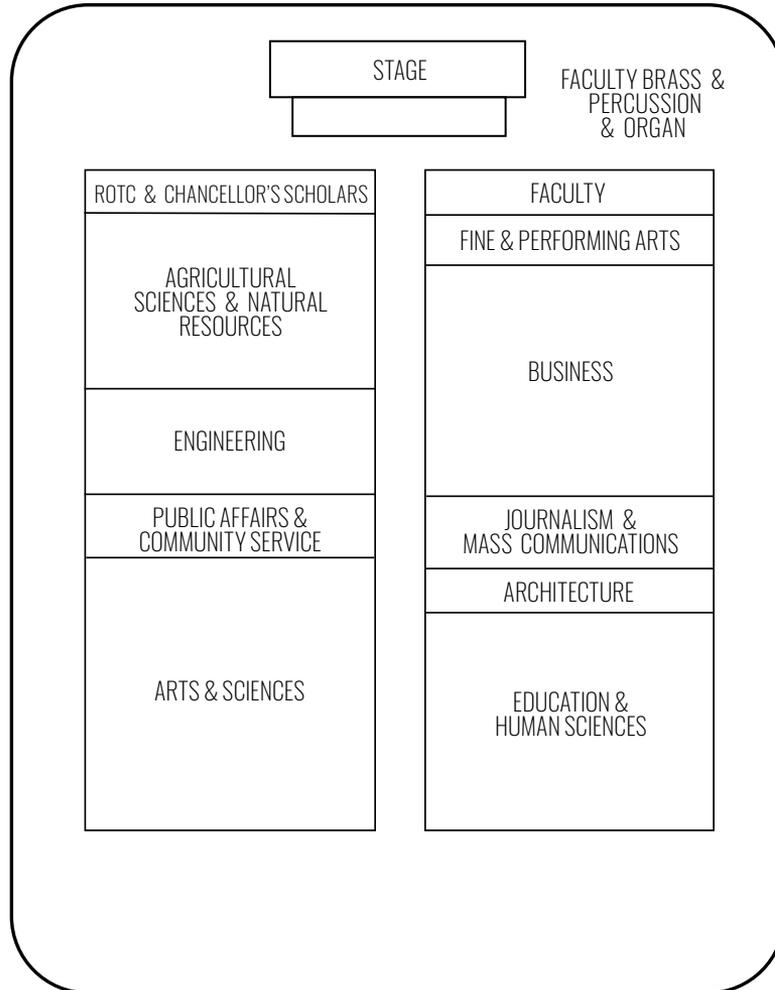 STAGE
FACULTY BRASS &
PERCUSSION
& ORGAN
ROTC & CHANCELLOR'S SCHOLARS
AGRICULTURAL
SCIENCES & NATURAL
RESOURCES
ENGINEERING
PUBLIC AFFAIRS &
COMMUNITY SERVICE
ARTS & SCIENCES
FACULTY
FINE & PERFORMING ARTS
BUSINESS
JOURNALISM &
MASS COMMUNICATIONS
ARCHITECTURE
EDUCATION &
HUMAN SCIENCES